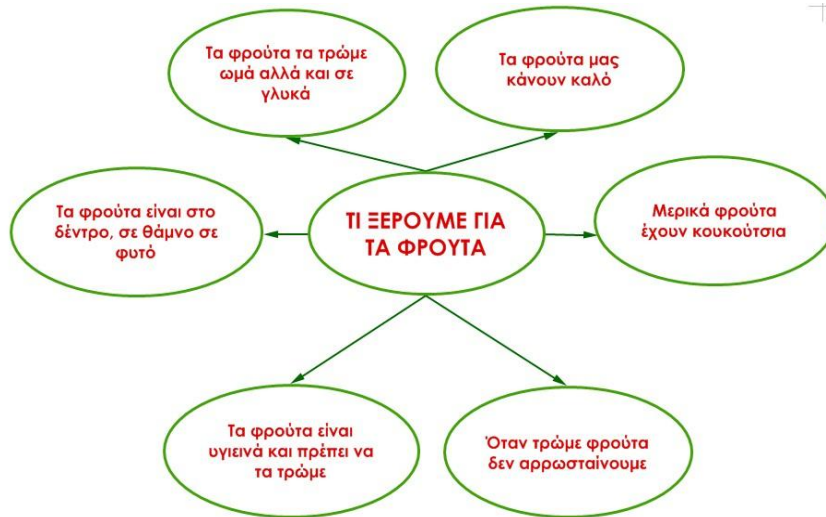 Τα φρούτα τα τρώμε
ωμά αλλά και σε
γλυκά
Τα φρούτα μας
κάνουν καλό
Τα φρούτα είναι στο
δέντρο, σε θάμνο σε
φυτό
ΤΙ ΞΕΡΟΥΜΕ ΓΙΑ
ΤΑ ΦΡΟΥΤΑ
Μερικά φρούτα
έχουν κουκούτσια
Τα φρούτα είναι
υγιεινά και πρέπει να
τα τρώμε
Όταν τρώμε φρούτα
δεν αρρωσταίνουμε